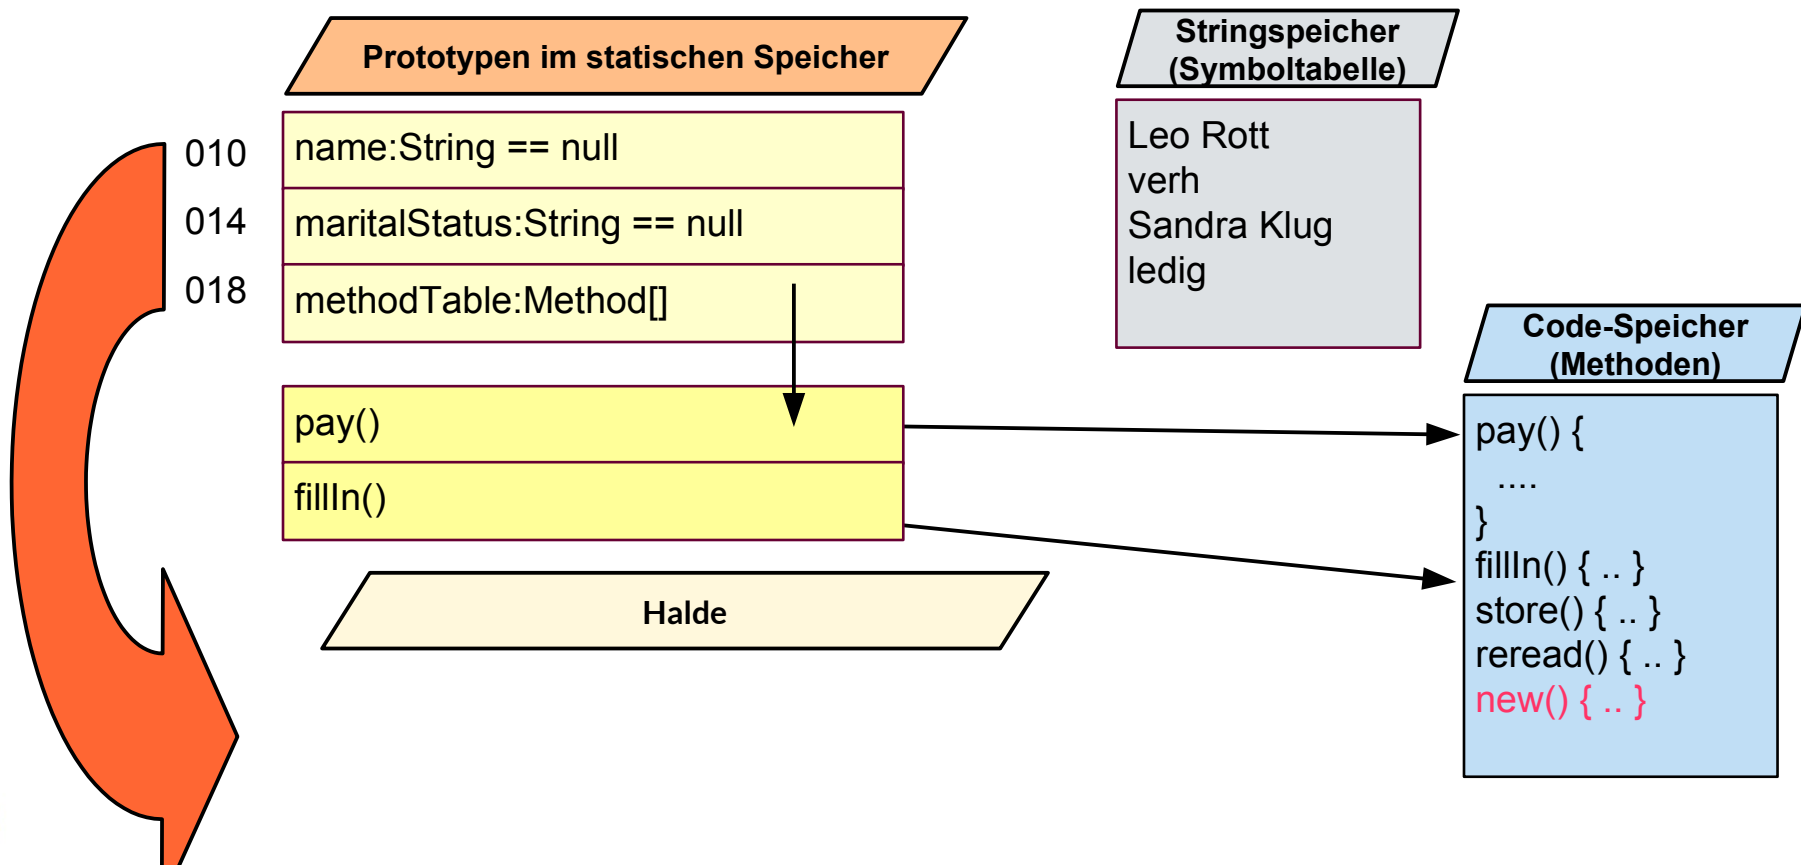 Prototypen im statischen Speicher
010
name:String == null
014
maritalStatus:String == null
018
methodTable:Method[]
pay()
fillIn()
Halde
Stringspeicher
(Symboltabelle)
Leo Rott
verh
Sandra Klug
ledig
Code-Speicher
(Methoden)
pay() {
....
}
fillIn() { .. }
store() { .. }
reread() { .. }
new() { .. }